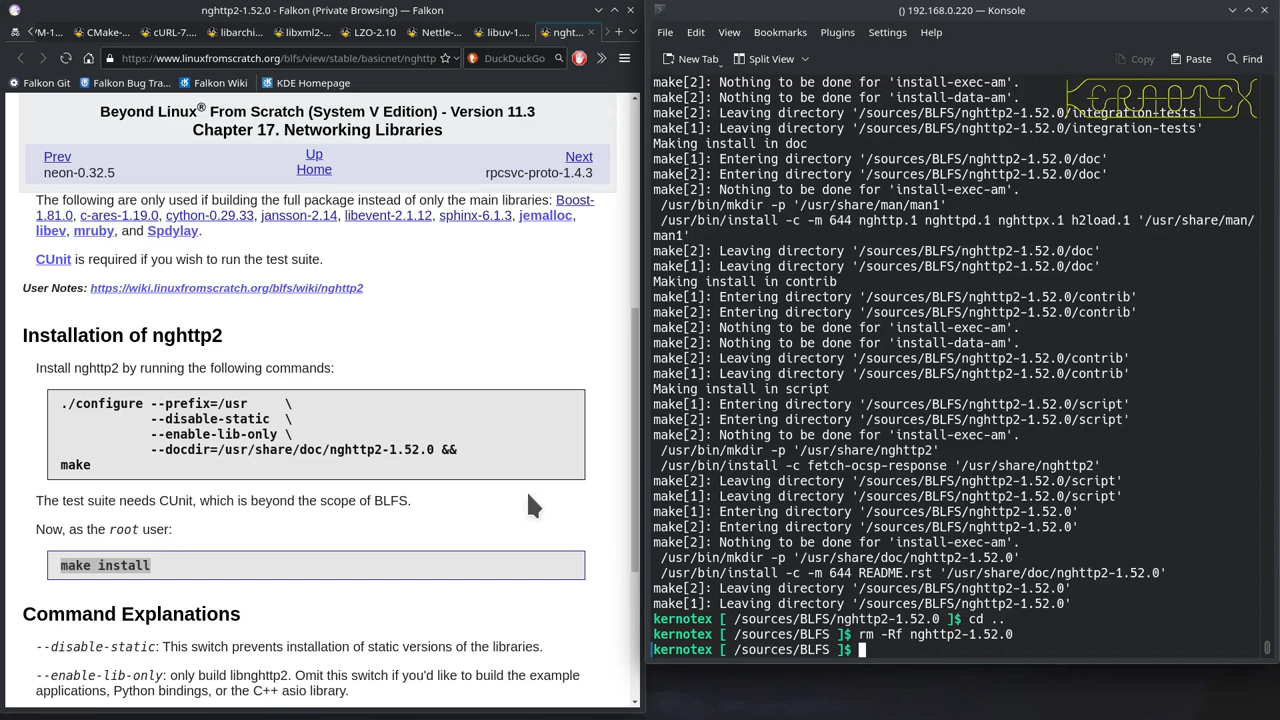 nghttp2-1.52.0 - Falkon (Private Browsing) — Falkon
M-1...
CMake-...
cURL-7....
libarchi...
libxml2-...
LZO-2.10
Nettle-...
libuv-1....
nght...
https://www.linuxfromscratch.org/blfs/view/stable/basicnet/nghttp
DuckDuckGo
Falkon Git
Falkon Bug Tra...
Falkon Wiki
KDE Homepage
Beyond Linux® From Scratch (System V Edition) - Version 11.3
Chapter 17. Networking Libraries
Prev
Up
Next
neon-0.32.5
Home
rpcsvc-proto-1.4.3
The following are only used if building the full package instead of only the main libraries: Boost-
1.81.0, c-ares-1.19.0, cython-0.29.33, jansson-2.14, libevent-2.1.12, sphinx-6.1.3, jemalloc,
libev, mruby, and Spdylay.
CUnit is required if you wish to run the test suite.
User Notes: https://wiki.linuxfromscratch.org/blfs/wiki/nghttp2
Installation of nghttp2
Install nghttp2 by running the following commands:
./configure --prefix=/usr     \
            --disable-static  \
            --enable-lib-only \
            --docdir=/usr/share/doc/nghttp2-1.52.0 &&
make
The test suite needs CUnit, which is beyond the scope of BLFS.
Now, as the root user:
make install
Command Explanations
--disable-static: This switch prevents installation of static versions of the libraries.
--enable-lib-only: only build libnghttp2. Omit this switch if you'd like to build the example
applications, Python bindings, or the C++ asio library.
() 192.168.0.220 — Konsole
File Edit View Bookmarks Plugins Settings Help
New Tab
Split View
Copy
Paste
Find
KERNOTEX
make[2]: Nothing to be done for 'install-exec-am'.
make[2]: Nothing to be done for 'install-data-am'.
make[2]: Leaving directory '/sources/BLFS/nghttp2-1.52.0/integration-tests'
make[1]: Leaving directory '/sources/BLFS/nghttp2-1.52.0/integration-tests'
Making install in doc
make[1]: Entering directory '/sources/BLFS/nghttp2-1.52.0/doc'
make[2]: Entering directory '/sources/BLFS/nghttp2-1.52.0/doc'
make[2]: Nothing to be done for 'install-exec-am'.
 /usr/bin/mkdir -p '/usr/share/man/man1'
 /usr/bin/install -c -m 644 nghttp.1 nghttpd.1 nghttpx.1 h2load.1 '/usr/share/man/
man1'
make[2]: Leaving directory '/sources/BLFS/nghttp2-1.52.0/doc'
make[1]: Leaving directory '/sources/BLFS/nghttp2-1.52.0/doc'
Making install in contrib
make[1]: Entering directory '/sources/BLFS/nghttp2-1.52.0/contrib'
make[2]: Entering directory '/sources/BLFS/nghttp2-1.52.0/contrib'
make[2]: Nothing to be done for 'install-exec-am'.
make[2]: Nothing to be done for 'install-data-am'.
make[2]: Leaving directory '/sources/BLFS/nghttp2-1.52.0/contrib'
make[1]: Leaving directory '/sources/BLFS/nghttp2-1.52.0/contrib'
Making install in script
make[1]: Entering directory '/sources/BLFS/nghttp2-1.52.0/script'
make[2]: Entering directory '/sources/BLFS/nghttp2-1.52.0/script'
make[2]: Nothing to be done for 'install-exec-am'.
 /usr/bin/mkdir -p '/usr/share/nghttp2'
 /usr/bin/install -c fetch-ocsp-response '/usr/share/nghttp2'
make[2]: Leaving directory '/sources/BLFS/nghttp2-1.52.0/script'
make[1]: Leaving directory '/sources/BLFS/nghttp2-1.52.0/script'
make[1]: Entering directory '/sources/BLFS/nghttp2-1.52.0'
make[2]: Entering directory '/sources/BLFS/nghttp2-1.52.0'
make[2]: Nothing to be done for 'install-exec-am'.
 /usr/bin/mkdir -p '/usr/share/doc/nghttp2-1.52.0'
 /usr/bin/install -c -m 644 README.rst '/usr/share/doc/nghttp2-1.52.0'
make[2]: Leaving directory '/sources/BLFS/nghttp2-1.52.0'
make[1]: Leaving directory '/sources/BLFS/nghttp2-1.52.0'
kernotex [ /sources/BLFS/nghttp2-1.52.0 ]$ cd ..
kernotex [ /sources/BLFS ]$ rm -Rf nghttp2-1.52.0
kernotex [ /sources/BLFS ]$